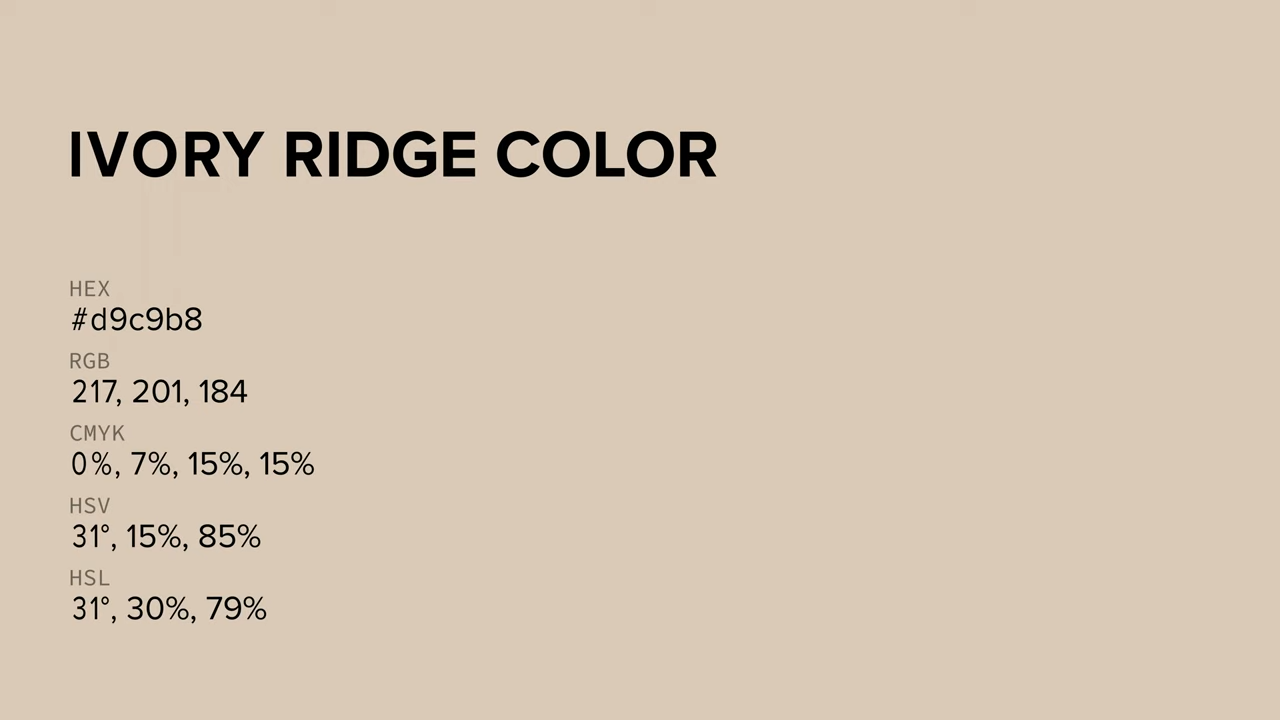 IVORY RIDGE COLOR
HEX
#d9c9b8
RGB
217, 201, 184
CMYK
0%, 7%, 15%, 15%
HSV
31°, 15%, 85%
HSL
31°, 30%, 79%